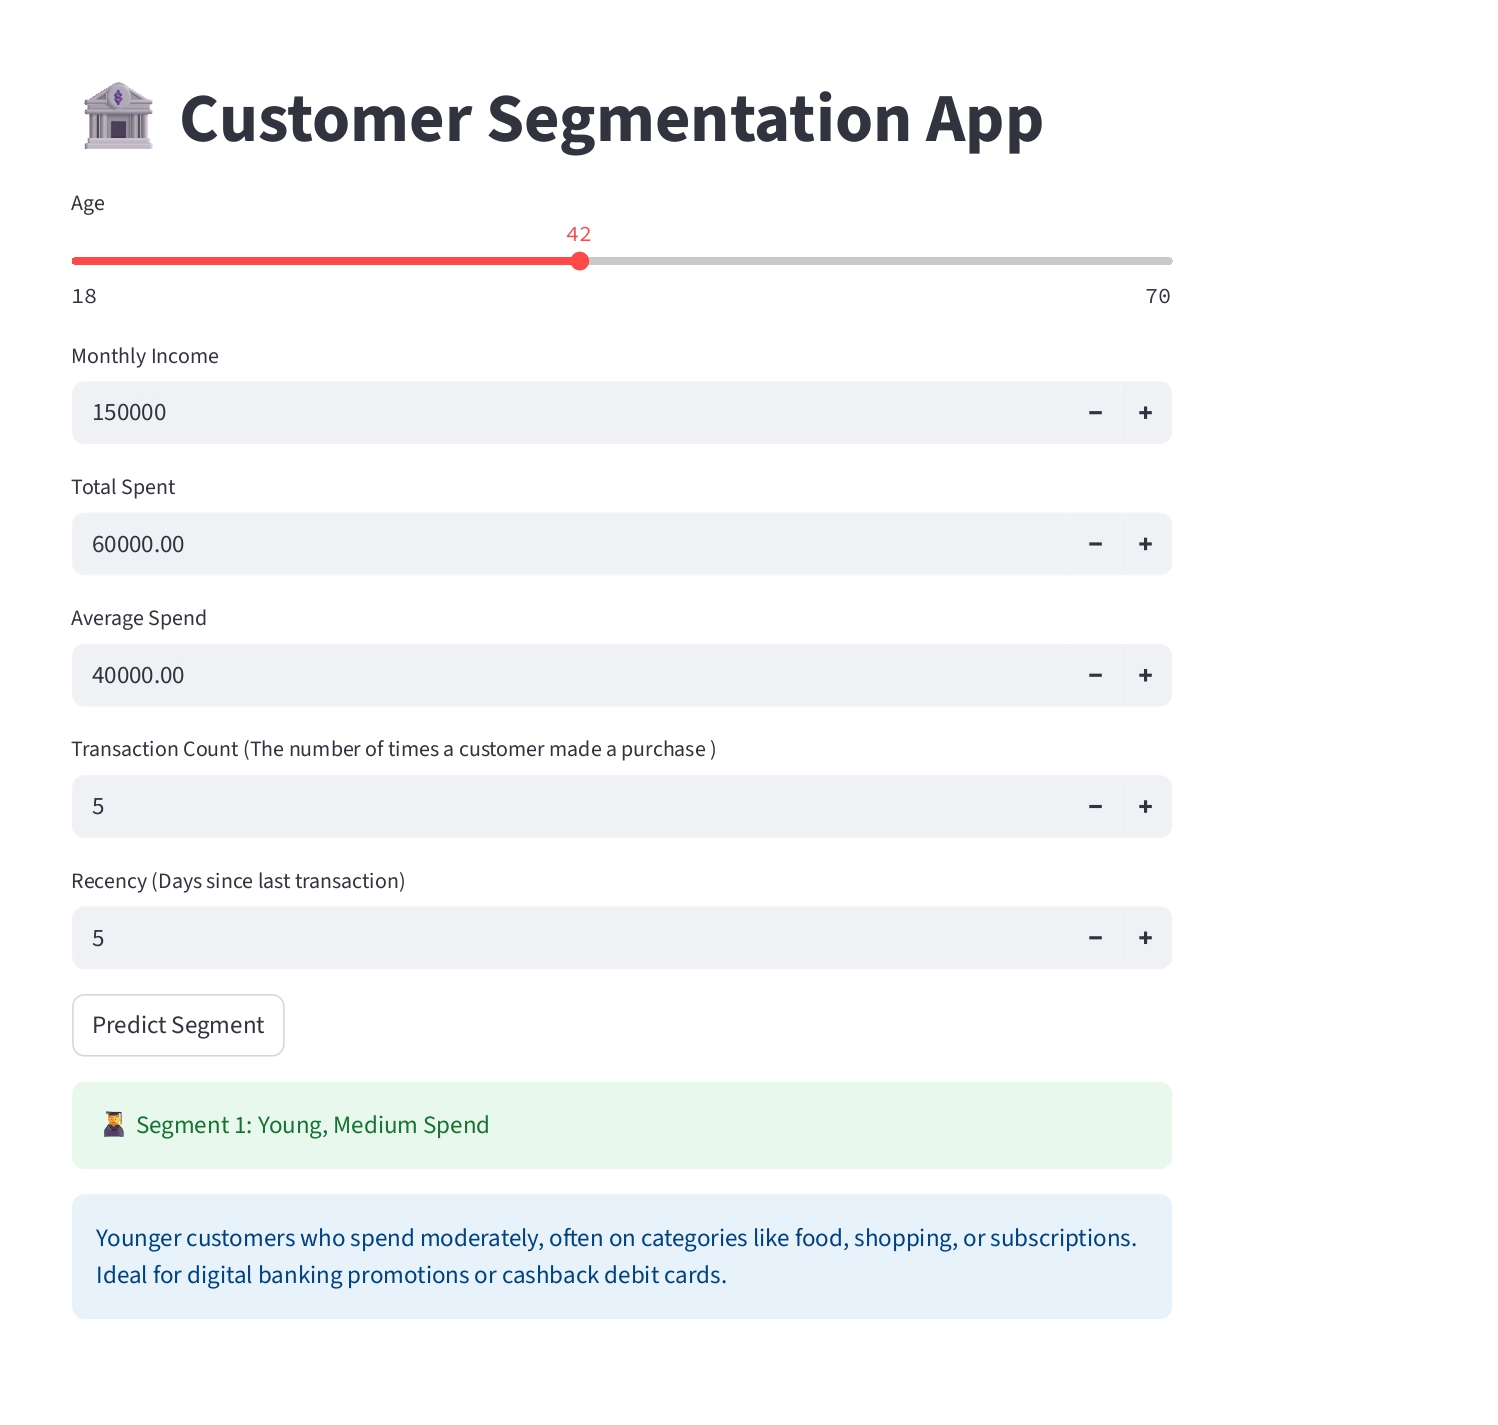 Customer Segmentation App
Age
42
18
70
Monthly Income
150000
Total Spent
60000.00
Average Spend
40000.00
Transaction Count (The number of times a customer made a purchase )
5
Recency (Days since last transaction)
5
Predict Segment
Segment 1: Young, Medium Spend
Younger customers who spend moderately, often on categories like food, shopping, or subscriptions.
Ideal for digital banking promotions or cashback debit cards.